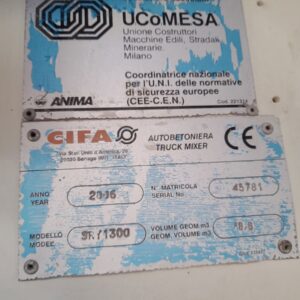 UCoMESA
Unione Costruttori
Macchine Edili, Stradali,
Minerarie,
Milano
Coordinatrice nazionale
per l'U.N.I. delle normative
di sicurezza europee
(CEE-C.E.N.)
ANIMA
CIFA
AUTOBETONIERA
TRUCK MIXER
CE
ANNO
YEAR
N. MATRICOLA
SERIAL No
45781
MODELLO
MODEL
VOLUME GEOM m3
GEOM. VOLUME m3